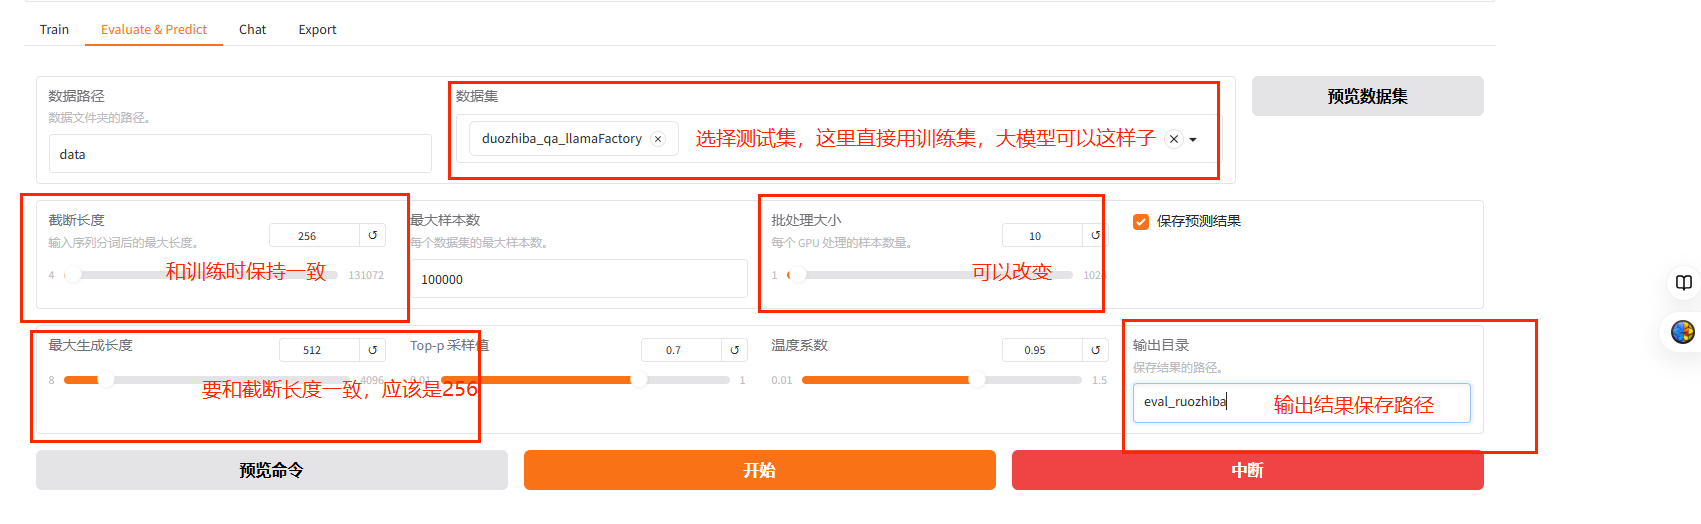 Train Evaluate & Predict Chat Export
数据路径
数据文件夹的路径。
data
数据集
duozhiba_qa_llamaFactory × 选择测试集，这里直接用训练集，大模型可以这样子
预览数据集
截断长度
输入序列分词后的最大长度。
256
4 131072
和训练时保持一致
最大样本数
每个数据集的最大样本数。
100000
批处理大小
每个 GPU 处理的样本数量。
10
1 1024
可以改变
保存预测结果
最大生成长度
512
8 4096
要和截断长度一致，应该是256
Top-p 采样值
0.7
0.01 1
温度系数
0.95
0.01 1.5
输出目录
保存结果的路径。
eval_ruozhiba
输出结果保存路径
预览命令
开始
中断